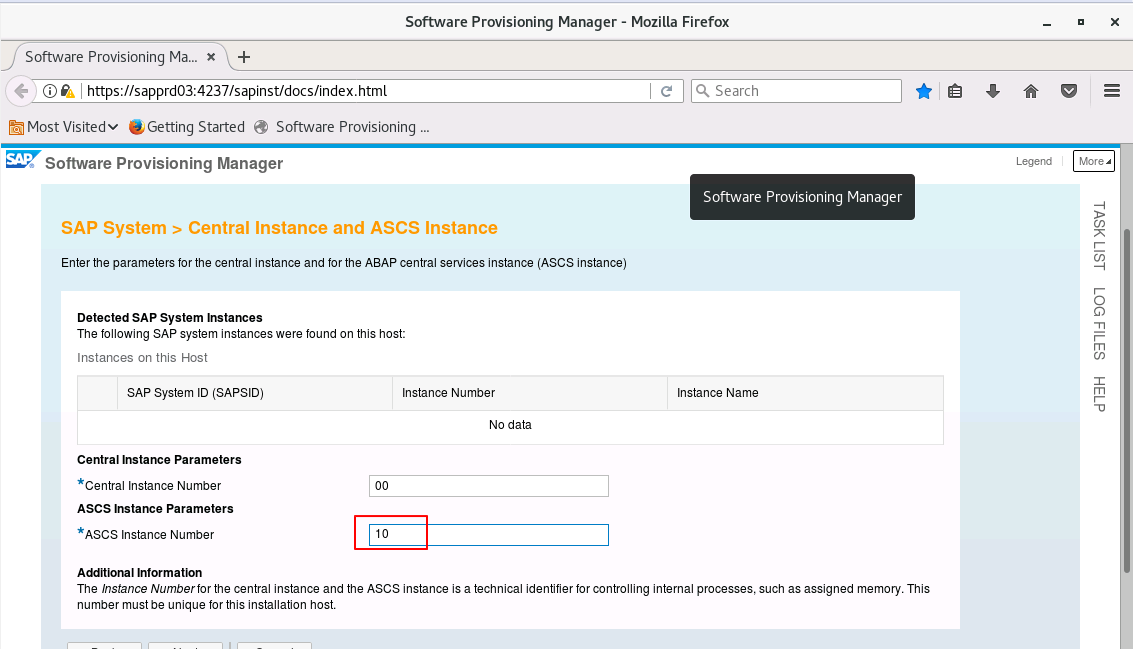 Software Provisioning Manager - Mozilla Firefox
Software Provisioning Ma...
https://sapprd03:4237/sapinst/docs/index.html
Search
Most Visited
Getting Started
Software Provisioning ...
SAP
Software Provisioning Manager
Legend
More
Software Provisioning Manager
SAP System > Central Instance and ASCS Instance
Enter the parameters for the central instance and for the ABAP central services instance (ASCS instance)
Detected SAP System Instances
The following SAP system instances were found on this host:
Instances on this Host
SAP System ID (SAPSID) Instance Number Instance Name
No data
Central Instance Parameters
*Central Instance Number 00
ASCS Instance Parameters
*ASCS Instance Number 10
Additional Information
The Instance Number for the central instance and the ASCS instance is a technical identifier for controlling internal processes, such as assigned memory. This
number must be unique for this installation host.
TASK LIST
LOG FILES
HELP